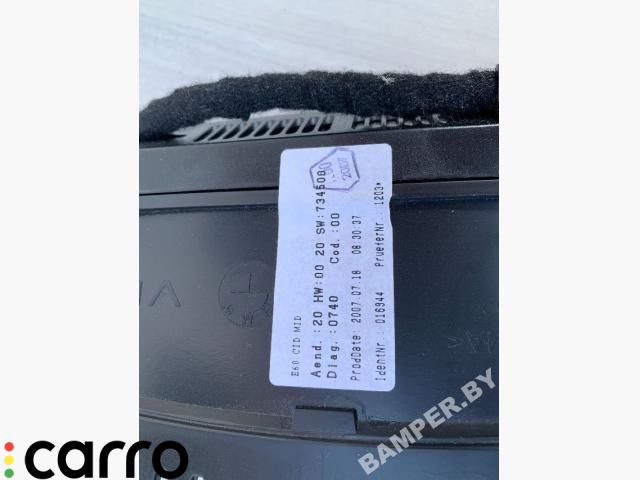 E60 CID MID
Aend.:20 HW:00 20 SW:734508
Diag.:0740 Cod.:00
ProdDate: 2007.07.18 08:30:37
IdentNr.: 016944 PrueferNr.: 1203*
BAMPER.BY
carro